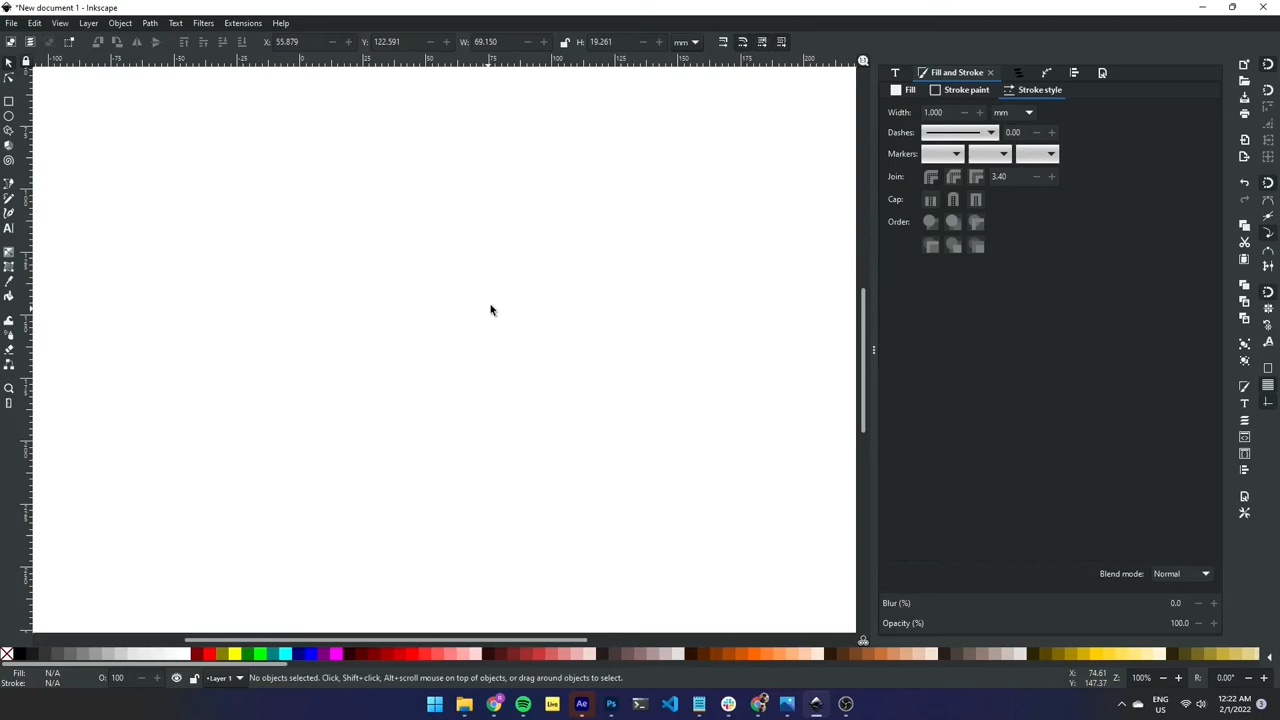 *New document 1 - Inkscape
File Edit View Layer Object Path Text Filters Extensions Help
X: 55.879 Y: 122.591 W: 69.150 H: 19.261 mm
Fill and Stroke
Fill Stroke paint Stroke style
Width: 1.000 mm
Dashes: 0.00
Markers:
Join: 3.40
Cap:
Order:
Blend mode: Normal
Blur (%) 0.0
Opacity (%) 100.0
Fill: N/A
Stroke: N/A
O: 100
•Layer 1
No objects selected. Click, Shift+click, Alt+scroll mouse on top of objects, or drag around objects to select.
X: 74.61
Y: 147.37
Z: 100%
R: 0.00°
Live Ae Ps
ENG
US
12:22 AM
2/1/2022
3